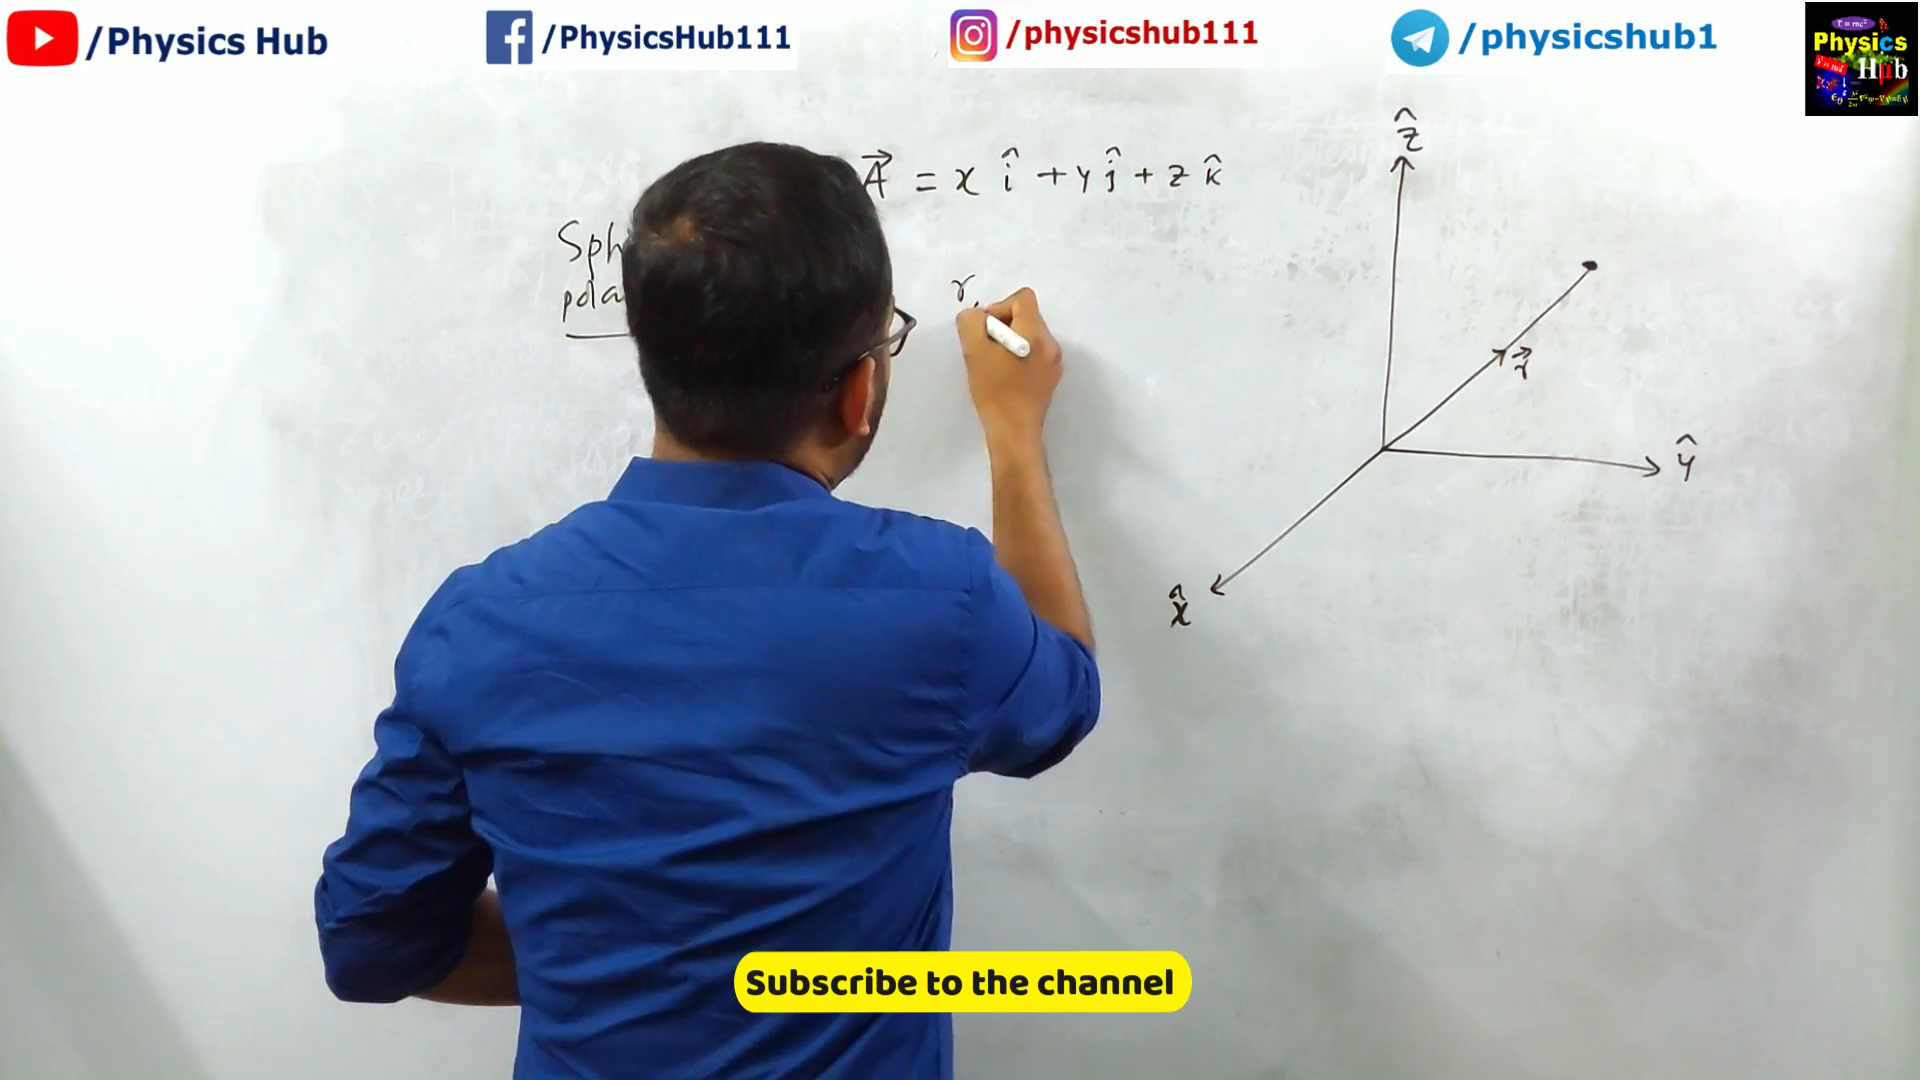 /Physics Hub
/PhysicsHub111
/physicshub111
/physicshub1
Physics
Hub
A⃗ = x î + y ĵ + z k̂
Sph
pola
r,
ẑ
r⃗
ŷ
x̂
Subscribe to the channel